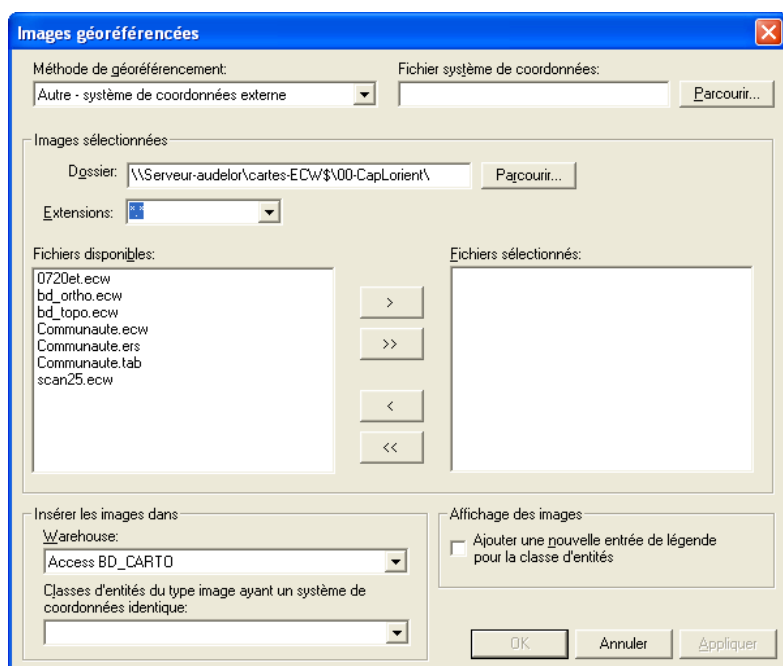 Images géoréférencées
Méthode de géoréférencement:
Fichier système de coordonnées:
Autre - système de coordonnées externe
Parcourir...
Images sélectionnées
Dossier:
\\Serveur-audelor\cartes-ECW$\00-CapLorient\
Parcourir...
Extensions:
*.*
Fichiers disponibles:
Fichiers sélectionnés:
0720et.ecw
bd_ortho.ecw
bd_topo.ecw
Communaute.ecw
Communaute.ers
Communaute.tab
scan25.ecw
>
>>
<
<<
Insérer les images dans
Warehouse:
Access BD_CARTO
Classes d'entités du type image ayant un système de
coordonnées identique:
Affichage des images
Ajouter une nouvelle entrée de légende
pour la classe d'entités
OK
Annuler
Appliquer